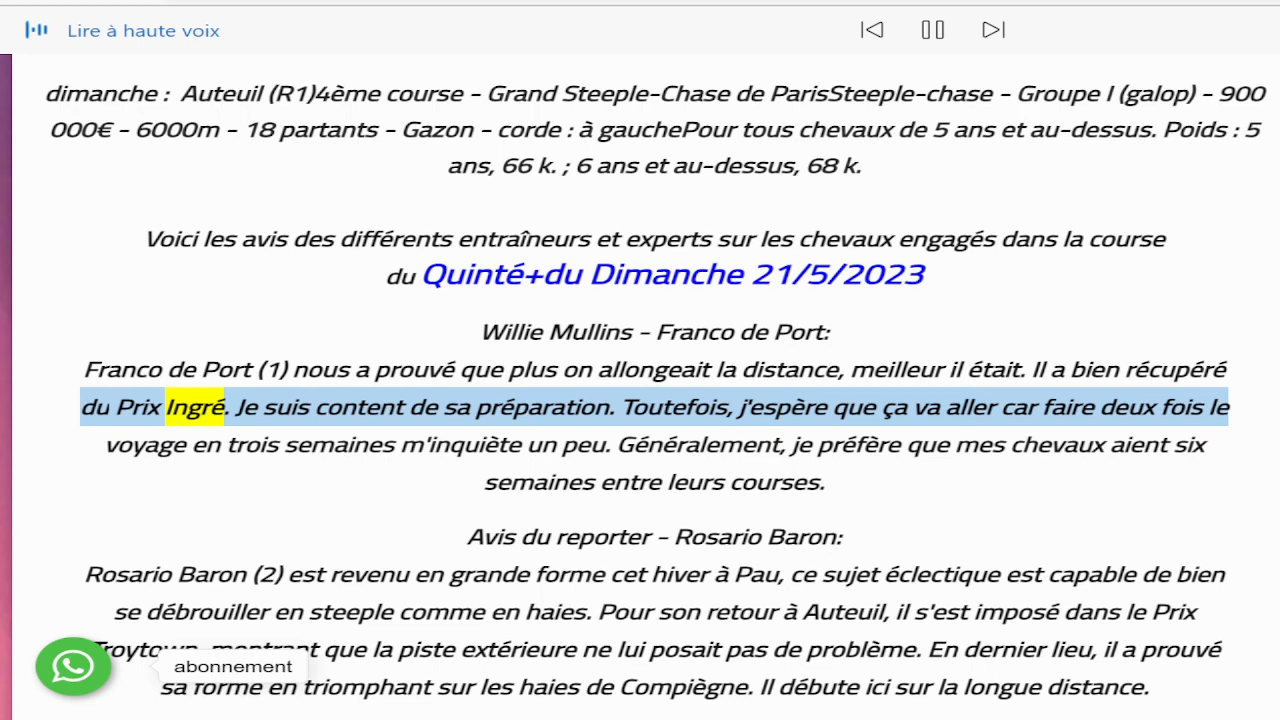 Lire à haute voix
dimanche : Auteuil (R1)4ème course - Grand Steeple-Chase de ParisSteeple-chase - Groupe I (galop) - 900
000€ - 6000m - 18 partants - Gazon - corde : à gauchePour tous chevaux de 5 ans et au-dessus. Poids : 5
ans, 66 k. ; 6 ans et au-dessus, 68 k.
Voici les avis des différents entraîneurs et experts sur les chevaux engagés dans la course
du Quinté+du Dimanche 21/5/2023
Willie Mullins - Franco de Port:
Franco de Port (1) nous a prouvé que plus on allongeait la distance, meilleur il était. Il a bien récupéré
du Prix Ingré. Je suis content de sa préparation. Toutefois, j'espère que ça va aller car faire deux fois le
voyage en trois semaines m'inquiète un peu. Généralement, je préfère que mes chevaux aient six
semaines entre leurs courses.
Avis du reporter - Rosario Baron:
Rosario Baron (2) est revenu en grande forme cet hiver à Pau, ce sujet éclectique est capable de bien
se débrouiller en steeple comme en haies. Pour son retour à Auteuil, il s'est imposé dans le Prix
Troytown, montrant que la piste extérieure ne lui posait pas de problème. En dernier lieu, il a prouvé
abonnement
sa forme en triomphant sur les haies de Compiègne. Il débute ici sur la longue distance.